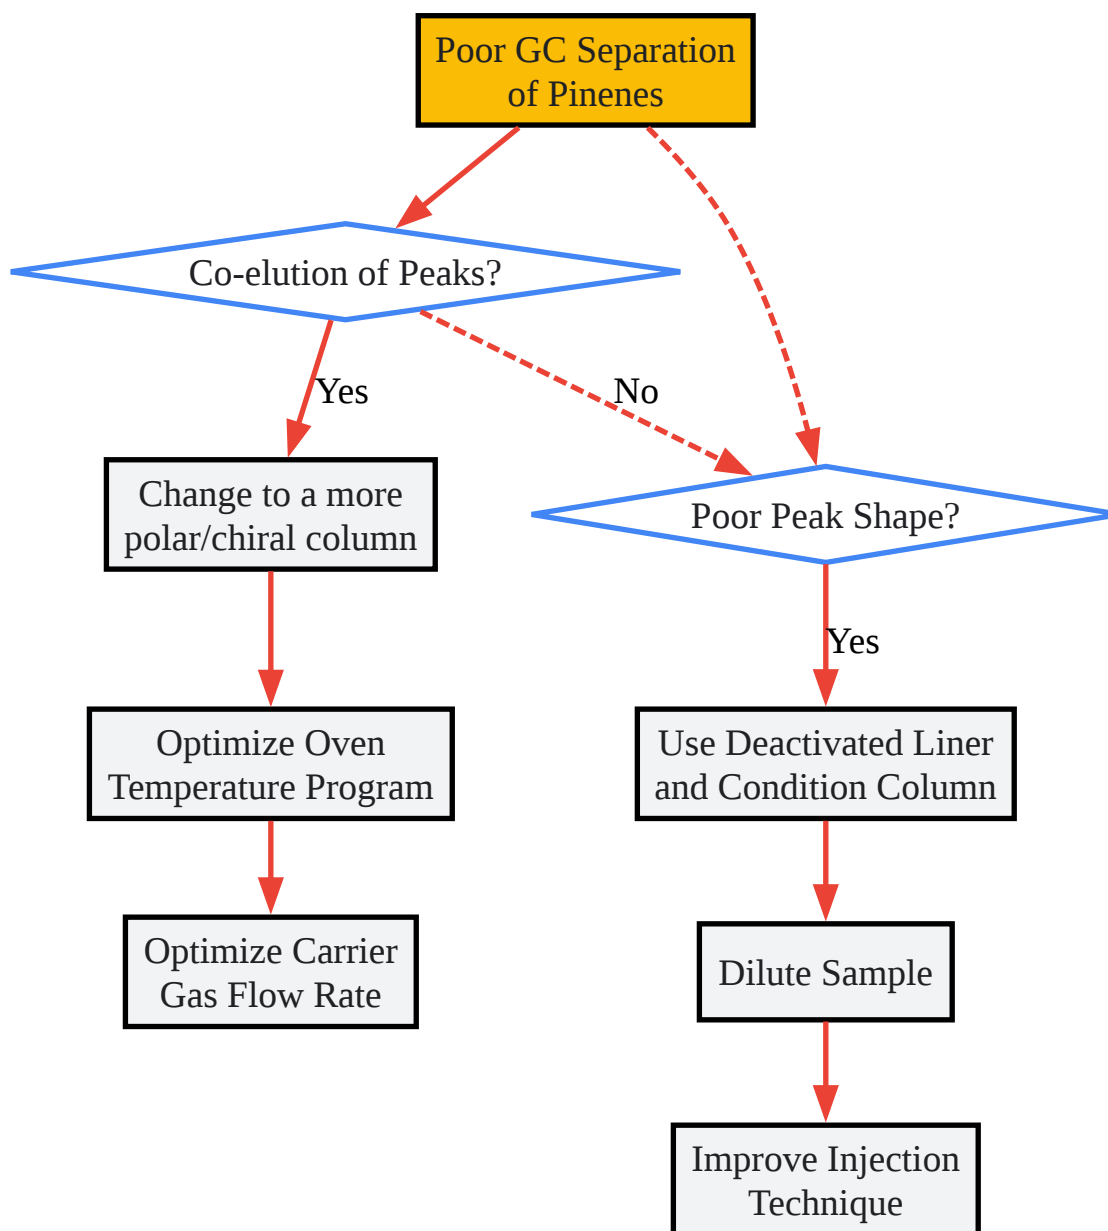 Poor GC Separation
of Pinenes
Co-elution of Peaks?
Yes
No
Change to a more
polar/chiral column
Poor Peak Shape?
Yes
Optimize Oven
Temperature Program
Use Deactivated Liner
and Condition Column
Optimize Carrier
Gas Flow Rate
Dilute Sample
Improve Injection
Technique